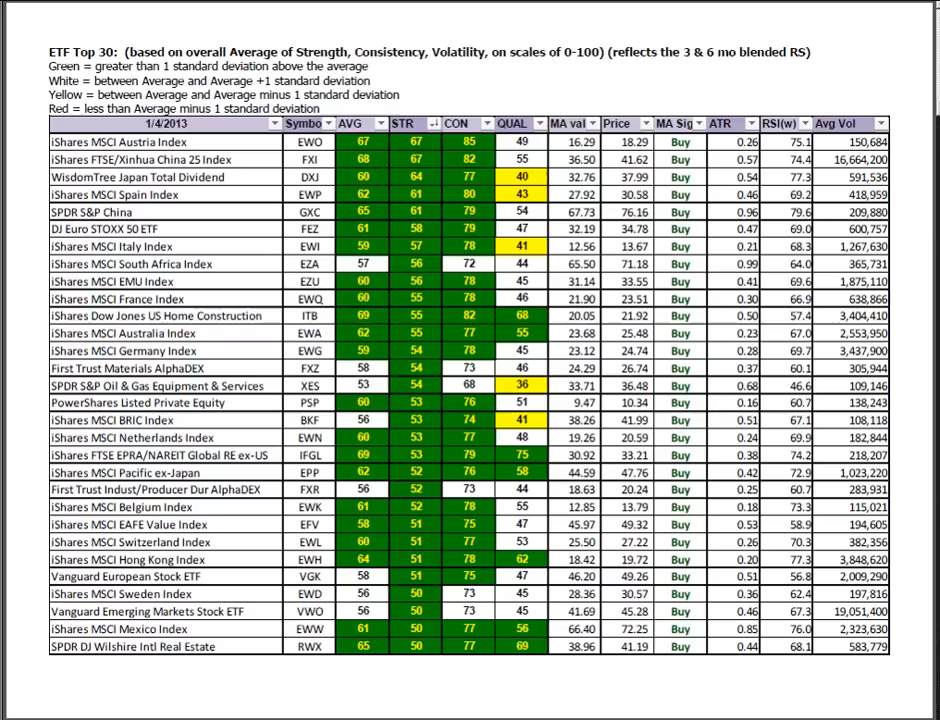 ETF Top 30: (based on overall Average of Strength, Consistency, Volatility, on scales of 0-100) (reflects the 3 & 6 mo blended RS)
Green = greater than 1 standard deviation above the average
White = between Average and Average +1 standard deviation
Yellow = between Average and Average minus 1 standard deviation
Red = less than Average minus 1 standard deviation
1/4/2013 Symbo AVG STR CON QUAL MA val Price MA Sig ATR RSI(w) Avg Vol
iShares MSCI Austria Index EWO 67 67 85 49 16.29 18.29 Buy 0.26 75.1 150,684
iShares FTSE/Xinhua China 25 Index FXI 68 67 82 55 36.50 41.62 Buy 0.57 74.4 16,664,200
WisdomTree Japan Total Dividend DXJ 60 64 77 40 32.76 37.99 Buy 0.54 77.3 591,536
iShares MSCI Spain Index EWP 62 61 80 43 27.92 30.58 Buy 0.46 69.2 418,959
SPDR S&P China GXC 65 61 79 54 67.73 76.16 Buy 0.96 79.6 209,880
DJ Euro STOXX 50 ETF FEZ 61 58 79 47 32.19 34.78 Buy 0.47 69.0 600,757
iShares MSCI Italy Index EWI 59 57 78 41 12.56 13.67 Buy 0.21 68.3 1,267,630
iShares MSCI South Africa Index EZA 57 56 72 44 65.50 71.18 Buy 0.99 64.0 365,731
iShares MSCI EMU Index EZU 60 56 78 45 31.14 33.55 Buy 0.41 69.6 1,875,110
iShares MSCI France Index EWQ 60 55 78 46 21.90 23.51 Buy 0.30 66.9 638,866
iShares Dow Jones US Home Construction ITB 69 55 82 68 20.05 21.92 Buy 0.50 57.4 3,404,410
iShares MSCI Australia Index EWA 62 55 77 55 23.68 25.48 Buy 0.23 67.0 2,553,950
iShares MSCI Germany Index EWG 59 54 78 45 23.12 24.74 Buy 0.28 69.7 3,437,900
First Trust Materials AlphaDEX FXZ 58 54 73 46 24.29 26.74 Buy 0.37 60.1 305,944
SPDR S&P Oil & Gas Equipment & Services XES 53 54 68 36 33.71 36.48 Buy 0.68 46.6 109,146
PowerShares Listed Private Equity PSP 60 53 76 51 9.47 10.34 Buy 0.16 60.7 138,243
iShares MSCI BRIC Index BKF 56 53 74 41 38.26 41.99 Buy 0.51 67.1 108,118
iShares MSCI Netherlands Index EWN 60 53 77 48 19.26 20.59 Buy 0.24 69.9 182,844
iShares FTSE EPRA/NAREIT Global RE ex-US IFGL 69 53 79 75 30.92 33.21 Buy 0.38 74.2 218,207
iShares MSCI Pacific ex-Japan EPP 62 52 76 58 44.59 47.76 Buy 0.42 72.9 1,023,220
First Trust Indust/Producer Dur AlphaDEX FXR 56 52 73 44 18.63 20.24 Buy 0.25 60.7 283,931
iShares MSCI Belgium Index EWK 61 52 78 55 12.85 13.79 Buy 0.18 73.3 115,021
iShares MSCI EAFE Value Index EFV 58 51 75 47 45.97 49.32 Buy 0.53 58.9 194,605
iShares MSCI Switzerland Index EWL 60 51 77 53 25.50 27.22 Buy 0.26 70.3 382,356
iShares MSCI Hong Kong Index EWH 64 51 78 62 18.42 19.72 Buy 0.20 77.3 3,848,620
Vanguard European Stock ETF VGK 58 51 75 47 46.20 49.26 Buy 0.51 56.8 2,009,290
iShares MSCI Sweden Index EWD 56 50 73 45 28.36 30.57 Buy 0.36 62.4 197,816
Vanguard Emerging Markets Stock ETF VWO 56 50 73 45 41.69 45.28 Buy 0.46 67.3 19,051,400
iShares MSCI Mexico Index EWW 61 50 77 56 66.40 72.25 Buy 0.85 76.0 2,323,630
SPDR DJ Wilshire Intl Real Estate RWX 65 50 77 69 38.96 41.19 Buy 0.44 68.1 583,779